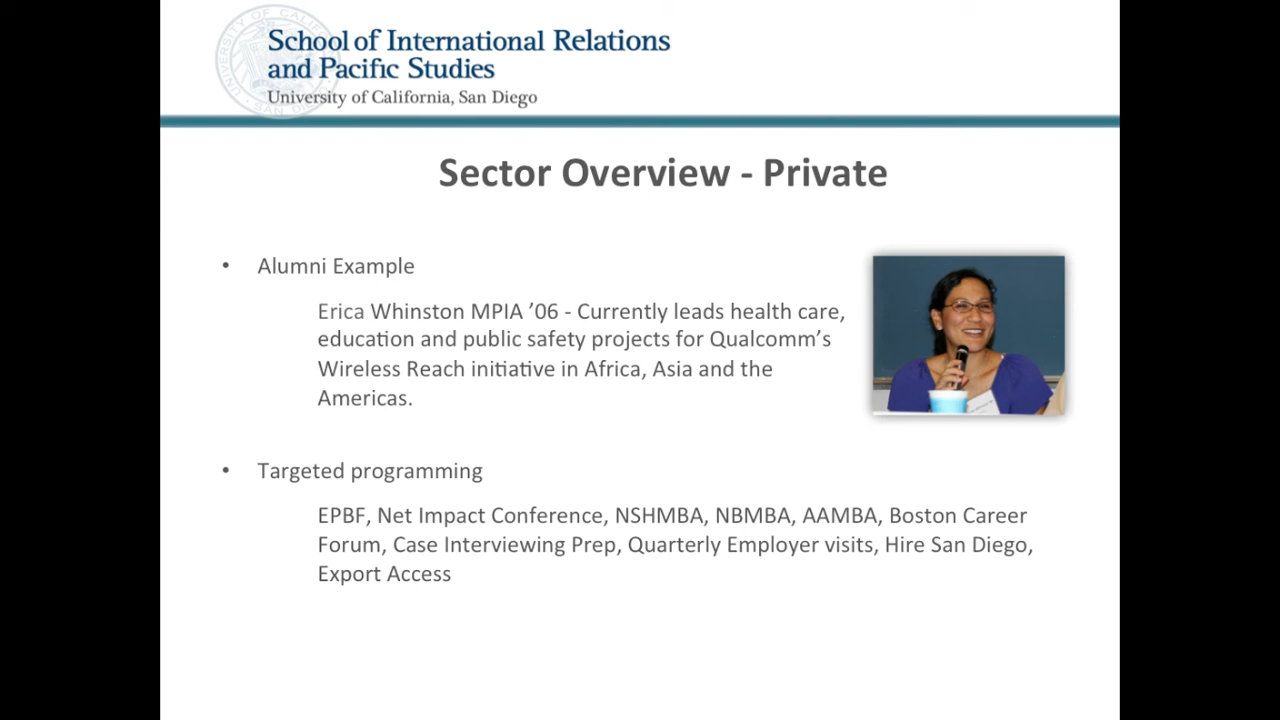 School of International Relations
and Pacific Studies
University of California, San Diego
Sector Overview - Private
• Alumni Example
Erica Whinston MPIA ’06 - Currently leads health care,
education and public safety projects for Qualcomm’s
Wireless Reach initiative in Africa, Asia and the
Americas.
• Targeted programming
EPBF, Net Impact Conference, NSHMBA, NBMBA, AAMBA, Boston Career
Forum, Case Interviewing Prep, Quarterly Employer visits, Hire San Diego,
Export Access